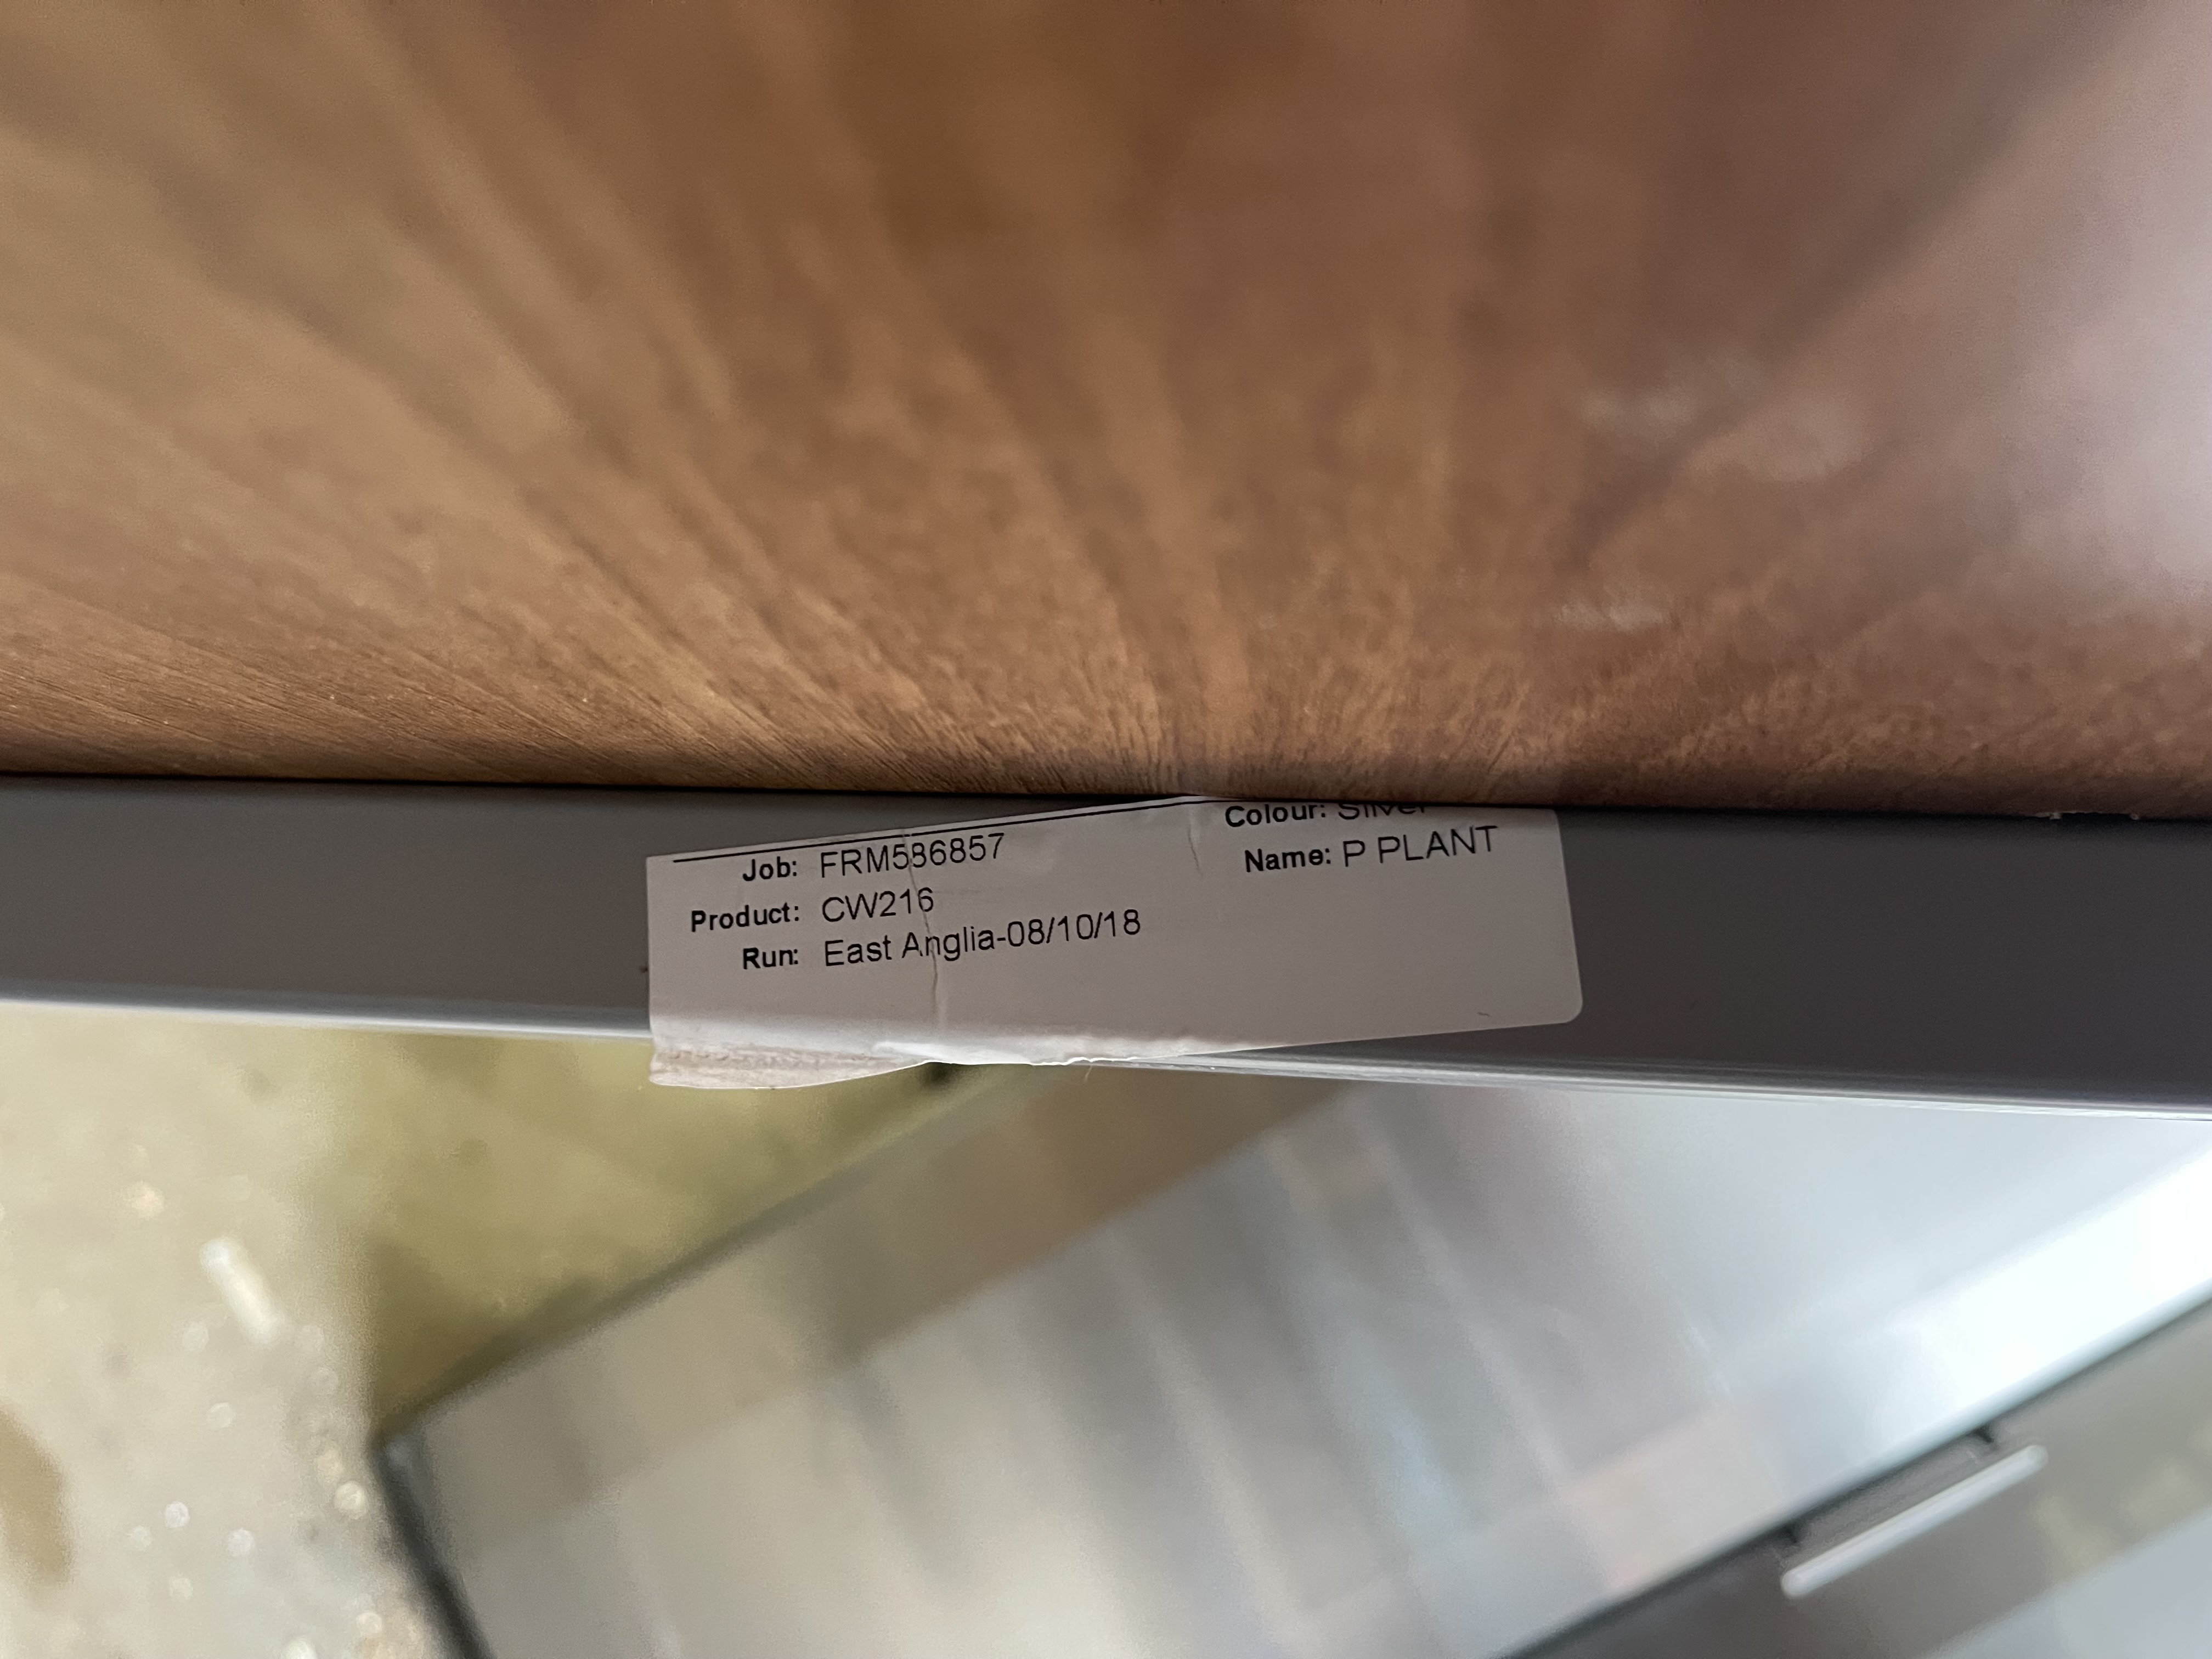 Colour: Silver
Job: FRM586857
Name: P PLANT
Product: CW216
Run: East Anglia-08/10/18